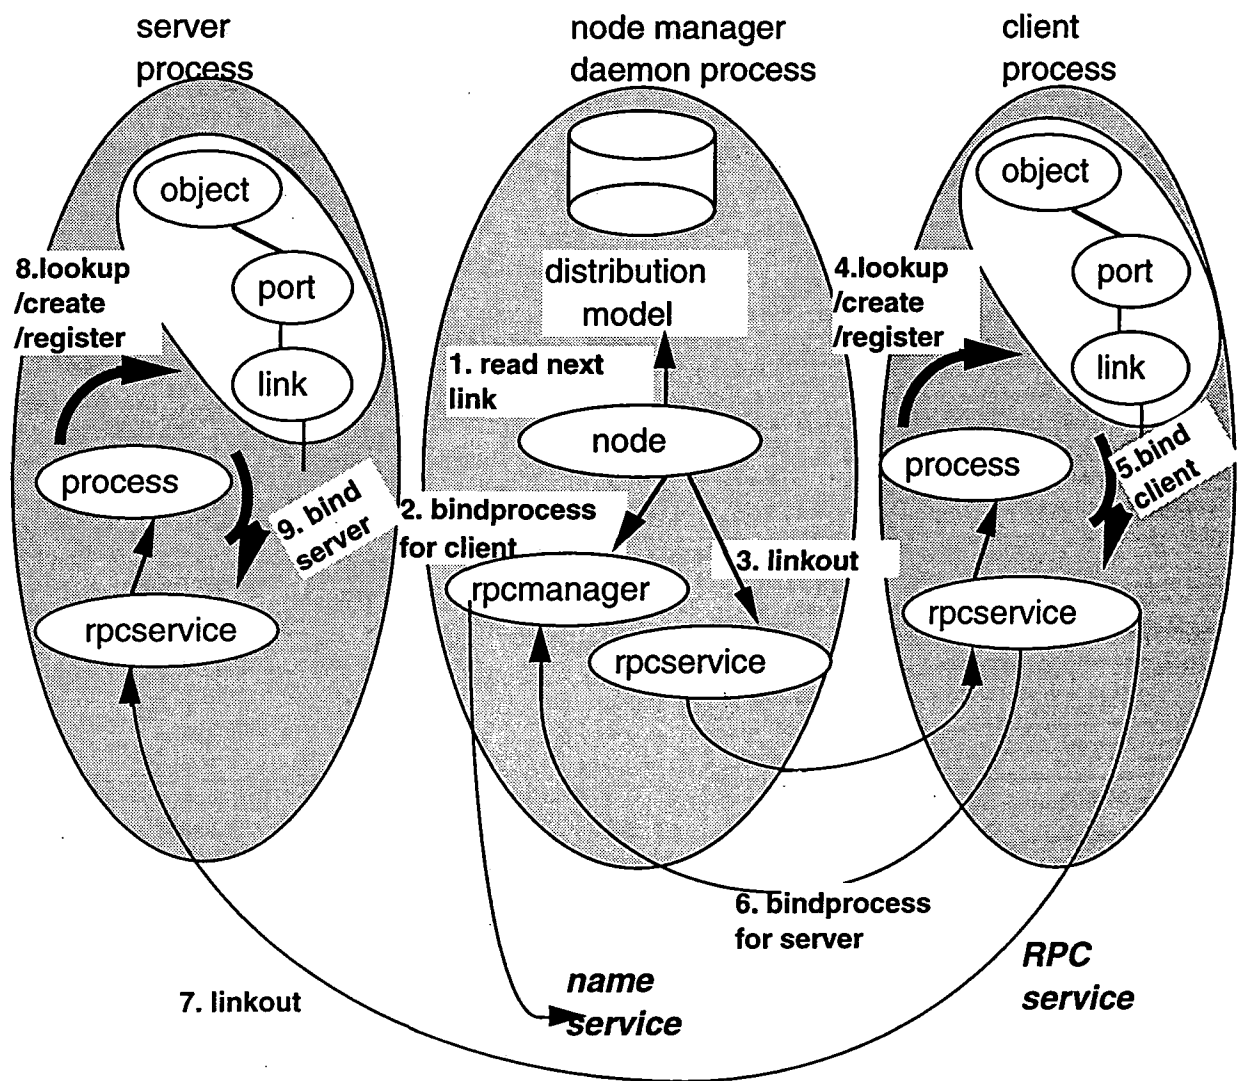 server
process
node manager
daemon process
client
process
object
port
link
8.lookup
/create
/register
process
9. bind
server
rpcservice
distribution
model
1. read next
link
node
2. bindprocess
for client
3. linkout
rpcmanager
rpcservice
object
port
link
4.lookup
/create
/register
process
5.bind
client
rpcservice
6. bindprocess
for server
7. linkout
name
service
RPC
service